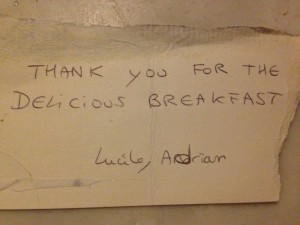 THANK YOU FOR THE
DELICIOUS BREAKFAST
Lucile, Adrian